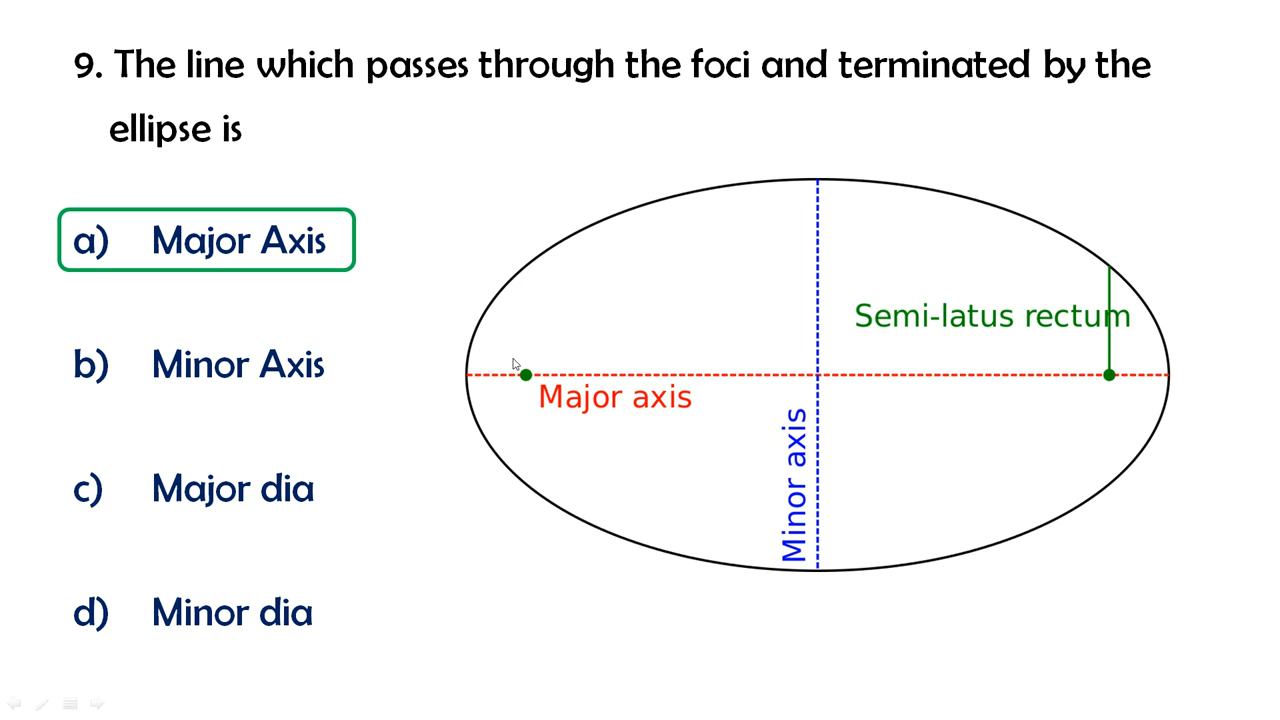 9. The line which passes through the foci and terminated by the
ellipse is
a) Major Axis
b) Minor Axis
c) Major dia
d) Minor dia
Semi-latus rectum
Major axis
Minor axis